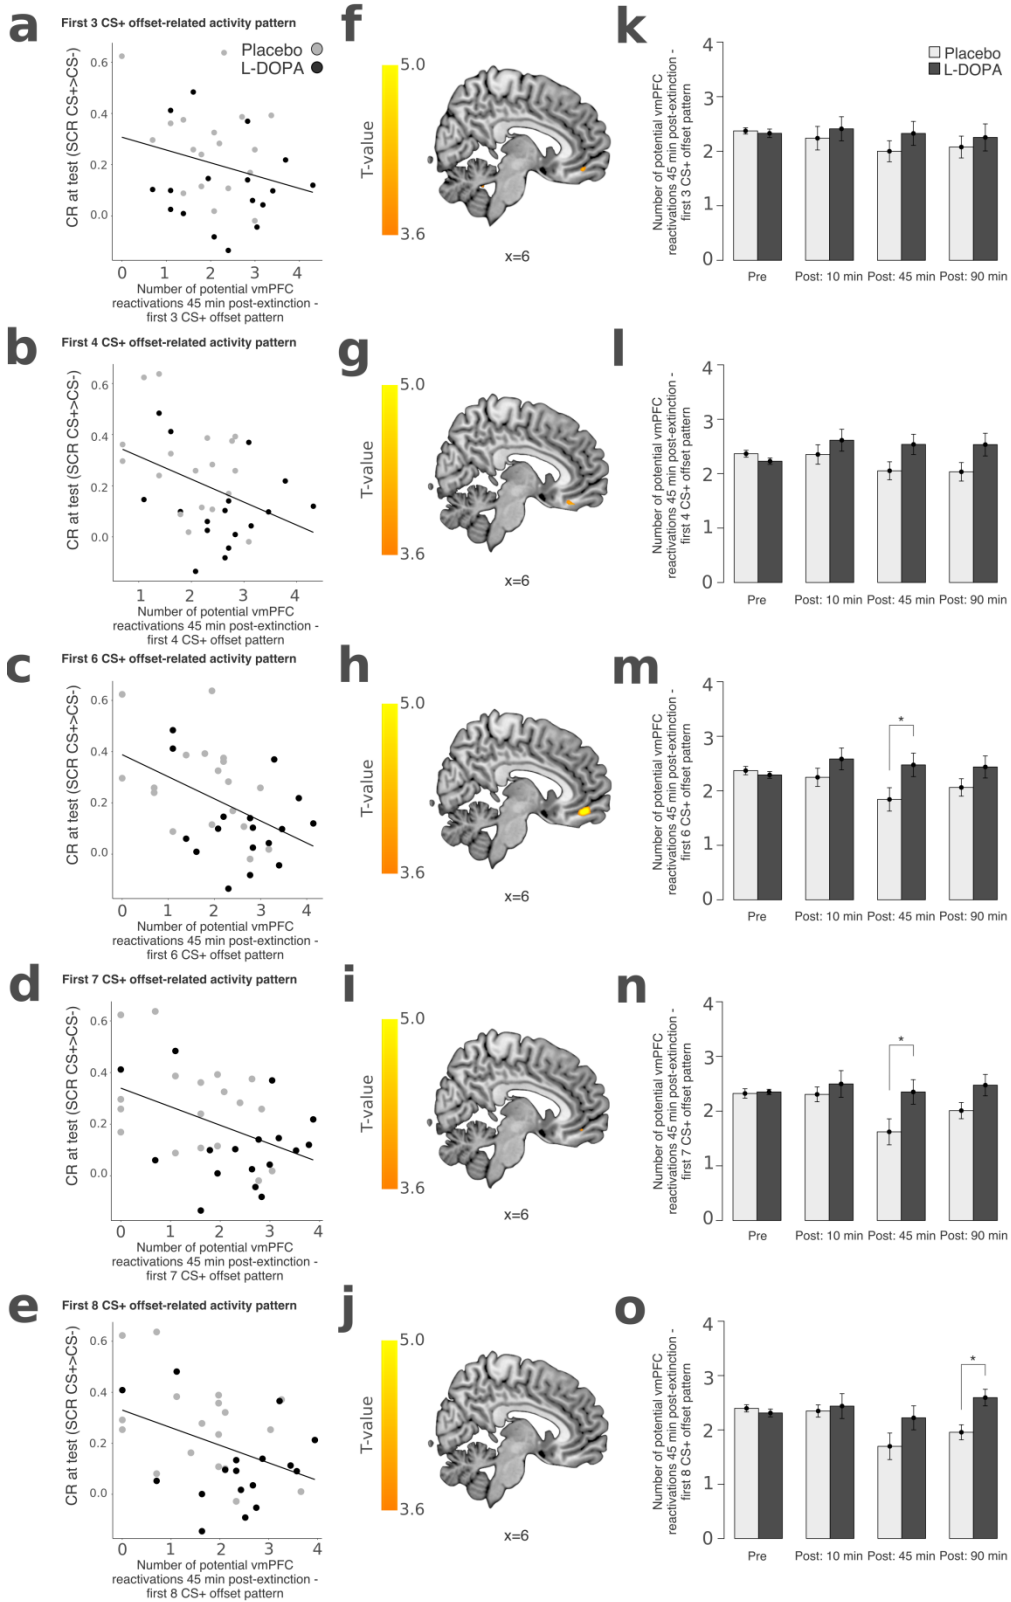 a
First 3 CS+ offset-related activity pattern
Placebo
L-DOPA
CR at test (SCR CS+>CS-)
0.6
0.4
0.2
0.0
0 1 2 3 4
Number of potential vmPFC
reactivations 45 min post-extinction -
first 3 CS+ offset pattern
f
5.0
T-value
3.6
x=6
k
Placebo
L-DOPA
Number of potential vmPFC
reactivations 45 min post-extinction -
first 3 CS+ offset pattern
4
3
2
1
0
Pre Post: 10 min Post: 45 min Post: 90 min
b
First 4 CS+ offset-related activity pattern
CR at test (SCR CS+>CS-)
0.6
0.4
0.2
0.0
1 2 3 4
Number of potential vmPFC
reactivations 45 min post-extinction -
first 4 CS+ offset pattern
g
5.0
T-value
3.6
x=6
l
Number of potential vmPFC
reactivations 45 min post-extinction -
first 4 CS+ offset pattern
4
3
2
1
0
Pre Post: 10 min Post: 45 min Post: 90 min
c
First 6 CS+ offset-related activity pattern
CR at test (SCR CS+>CS-)
0.6
0.4
0.2
0.0
0 1 2 3 4
Number of potential vmPFC
reactivations 45 min post-extinction -
first 6 CS+ offset pattern
h
5.0
T-value
3.6
x=6
m
Number of potential vmPFC
reactivations 45 min post-extinction -
first 6 CS+ offset pattern
4
3
2
1
0
*
Pre Post: 10 min Post: 45 min Post: 90 min
d
First 7 CS+ offset-related activity pattern
CR at test (SCR CS+>CS-)
0.6
0.4
0.2
0.0
0 1 2 3 4
Number of potential vmPFC
reactivations 45 min post-extinction -
first 7 CS+ offset pattern
i
5.0
T-value
3.6
x=6
n
Number of potential vmPFC
reactivations 45 min post-extinction -
first 7 CS+ offset pattern
4
3
2
1
0
*
Pre Post: 10 min Post: 45 min Post: 90 min
e
First 8 CS+ offset-related activity pattern
CR at test (SCR CS+>CS-)
0.6
0.4
0.2
0.0
0 1 2 3 4
Number of potential vmPFC
reactivations 45 min post-extinction -
first 8 CS+ offset pattern
j
5.0
T-value
3.6
x=6
o
Number of potential vmPFC
reactivations 45 min post-extinction -
first 8 CS+ offset pattern
4
3
2
1
0
*
Pre Post: 10 min Post: 45 min Post: 90 min